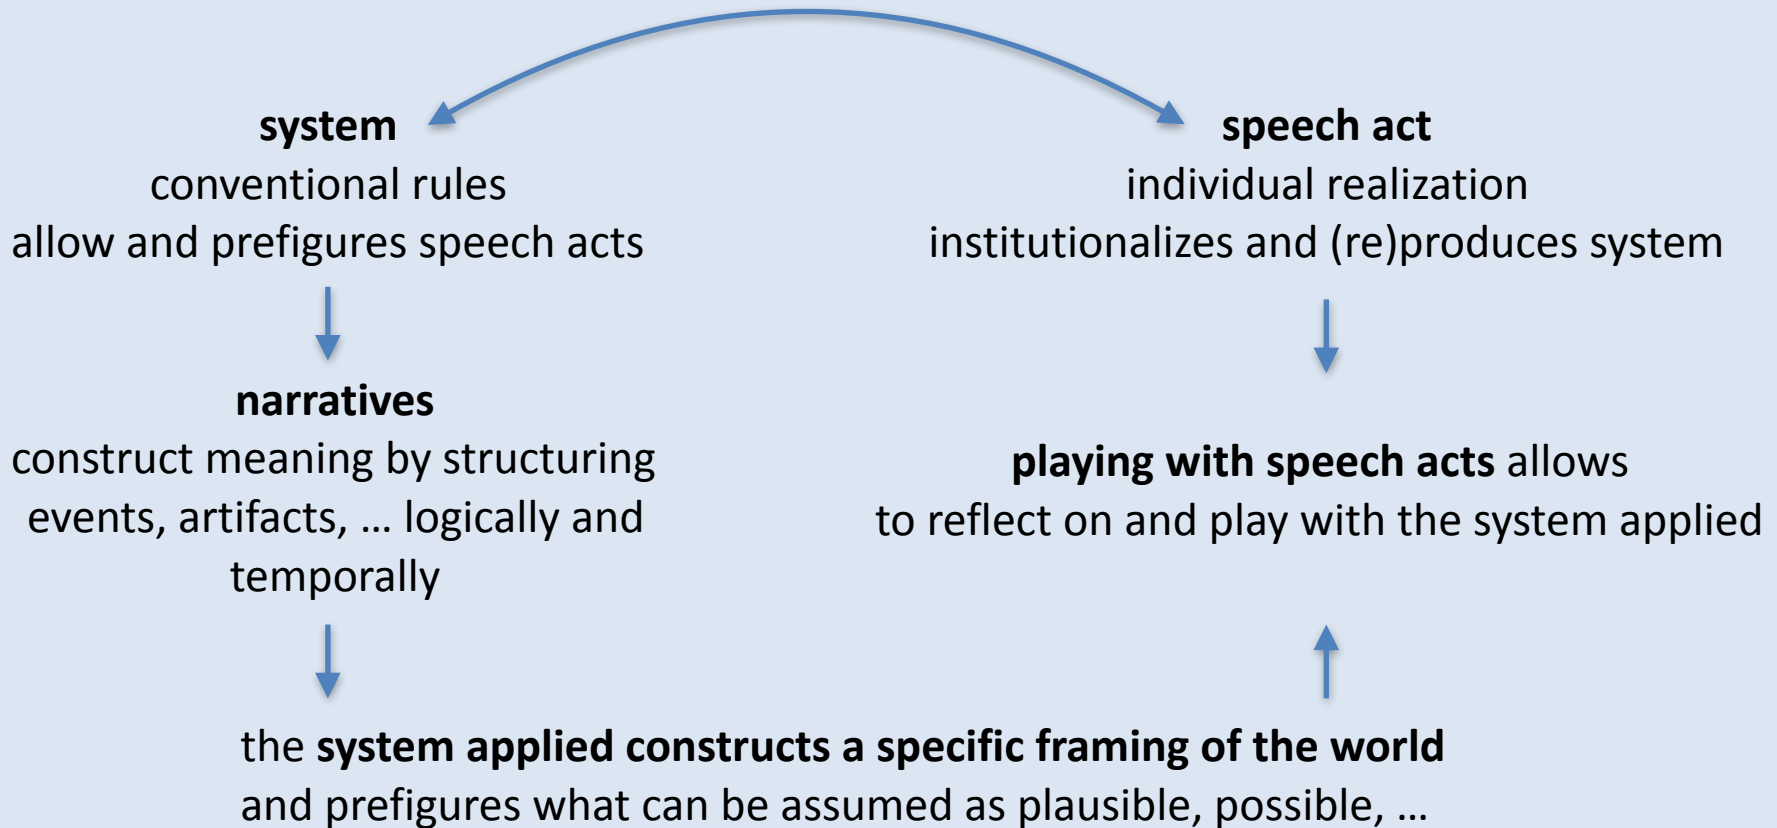 system
conventional rules
allow and prefigures speech acts
speech act
individual realization
institutionalizes and (re)produces system
narratives
construct meaning by structuring
events, artifacts, … logically and
temporally
playing with speech acts allows
to reflect on and play with the system applied
the system applied constructs a specific framing of the world
and prefigures what can be assumed as plausible, possible, …